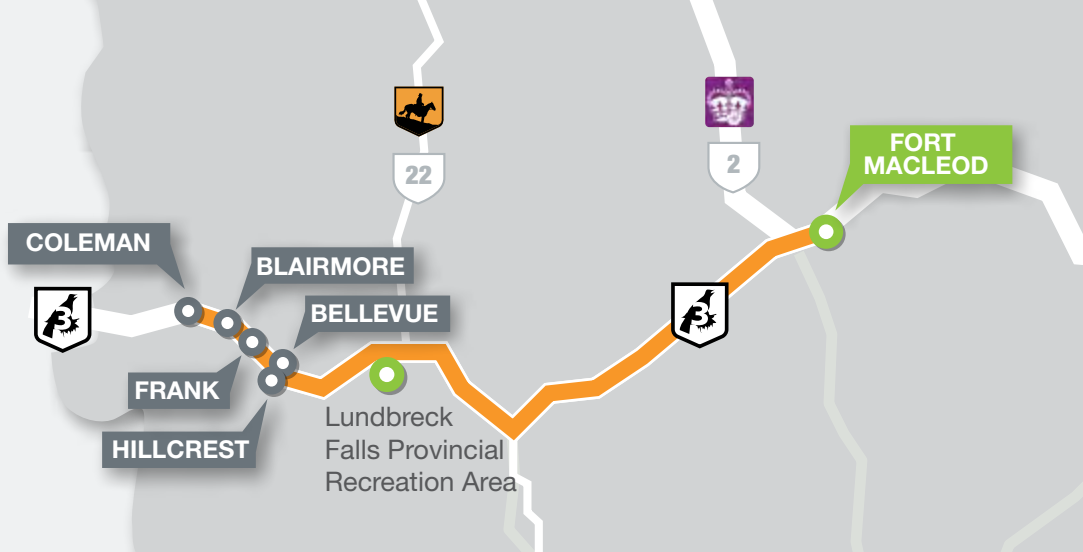 FORT
MACLEOD
2
22
COLEMAN
BLAIRMORE
BELLEVUE
3
3
FRANK
HILLCREST
Lundbreck
Falls Provincial
Recreation Area